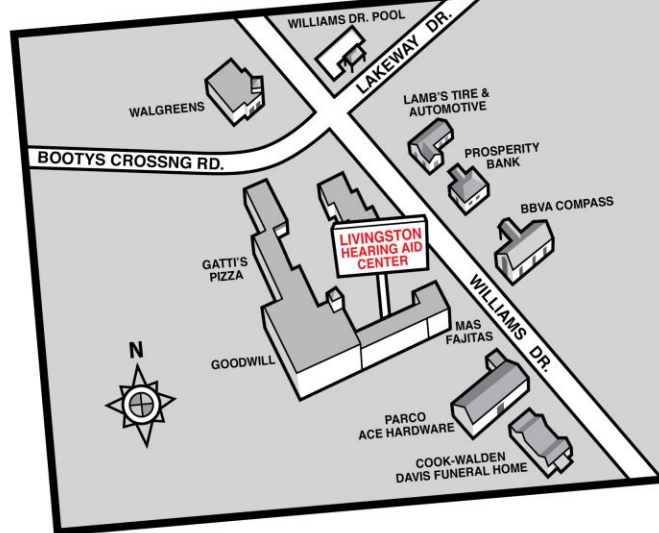 WILLIAMS DR. POOL
LAKEWAY DR.
WALGREENS
LAMB'S TIRE &
AUTOMOTIVE
BOOTYS CROSSNG RD.
PROSPERITY
BANK
BBVA COMPASS
LIVINGSTON
HEARING AID
CENTER
GATTI'S
PIZZA
WILLIAMS DR.
MAS
FAJITAS
GOODWILL
N
PARCO
ACE HARDWARE
COOK-WALDEN
DAVIS FUNERAL HOME